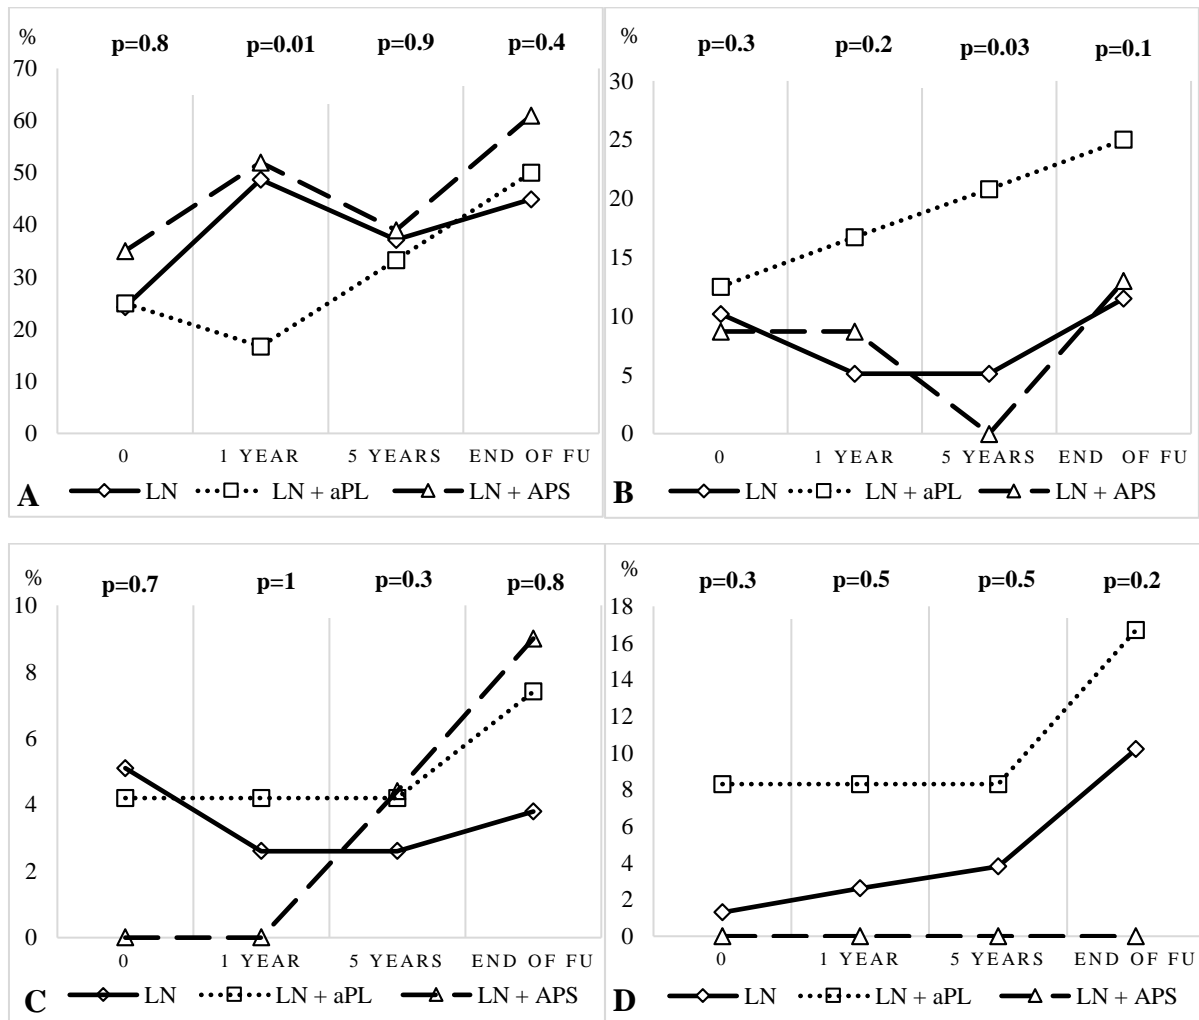 %
p=0.8 p=0.01 p=0.9 p=0.4
70
60
50
40
30
20
10
0
0 1 YEAR 5 YEARS END OF FU
A LN LN + aPL LN + APS
%
p=0.3 p=0.2 p=0.03 p=0.1
30
25
20
15
10
5
0
0 1 YEAR 5 YEARS END OF FU
B LN LN + aPL LN + APS
%
p=0.7 p=1 p=0.3 p=0.8
10
8
6
4
2
0
0 1 YEAR 5 YEARS END OF FU
C LN LN + aPL LN + APS
%
p=0.3 p=0.5 p=0.5 p=0.2
18
16
14
12
10
8
6
4
2
0
0 1 YEAR 5 YEARS END OF FU
D LN LN + aPL LN + APS